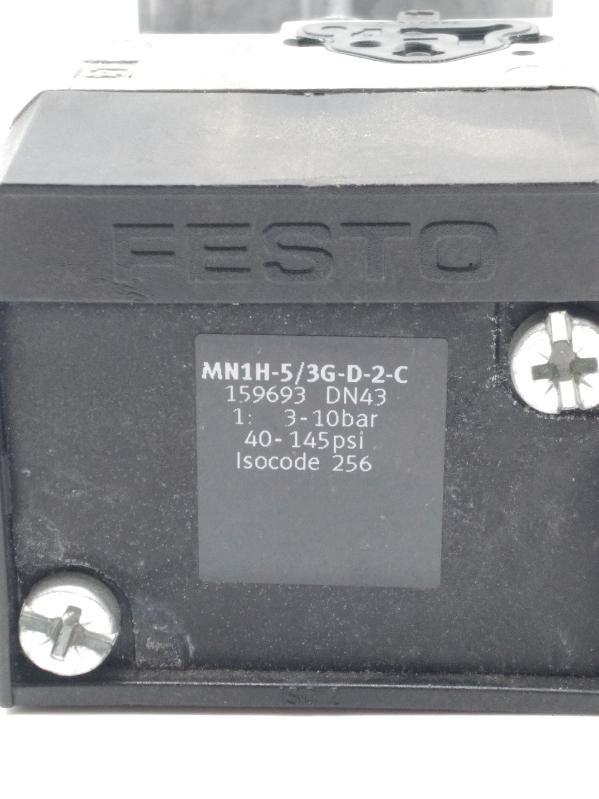 FESTO
MN1H-5/3G-D-2-C
159693 DN43
1: 3-10bar
40-145psi
Isocode 256